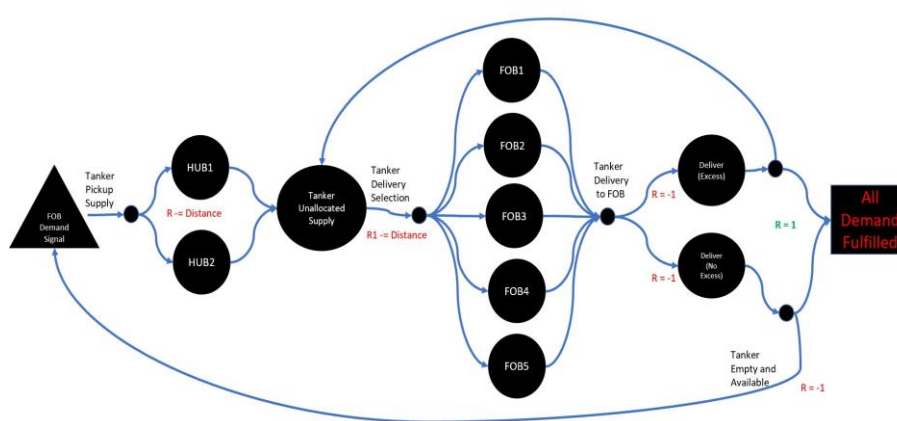 FOB
Demand
Signal
Tanker
Pickup
Supply
HUB1
R -= Distance
HUB2
Tanker
Unallocated
Supply
Tanker
Delivery
Selection
R1 -= Distance
FOB1
FOB2
FOB3
FOB4
FOB5
Tanker
Delivery
to FOB
R = -1
Deliver
(Excess)
R = -1
Deliver
(No
Excess)
R = 1
All
Demand
Fulfilled
Tanker
Empty and
Available
R = -1